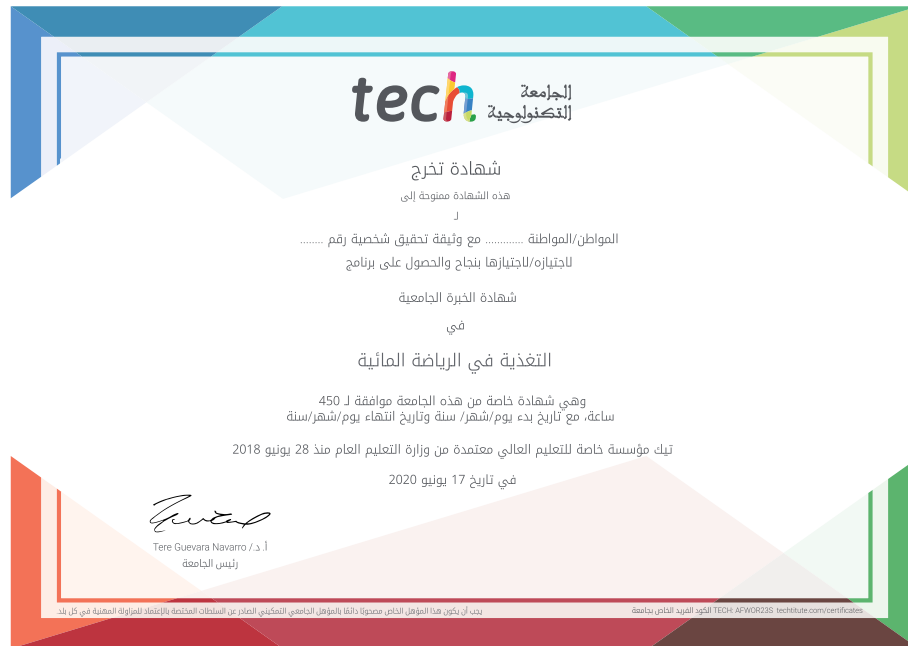 tech الجامعة
التكنولوجية
شهادة تخرج
هذه الشهادة ممنوحة إلى
لـ
المواطن/المواطنة ............ مع وثيقة تحقيق شخصية رقم ........
لاجتيازه/لاجتيازها بنجاح والحصول على برنامج
شهادة الخبرة الجامعية
في
التغذية في الرياضة المائية
وهي شهادة خاصة من هذه الجامعة موافقة لـ 450
ساعة، مع تاريخ بدء يوم/شهر/ سنة وتاريخ انتهاء يوم/شهر/سنة
تيك مؤسسة خاصة للتعليم العالي معتمدة من وزارة التعليم العام منذ 28 يونيو 2018
في تاريخ 17 يونيو 2020
أ. د./ Tere Guevara Navarro
رئيس الجامعة
يجب أن يكون هذا المؤهل الخاص مصحوبًا دائمًا بالمؤهل الجامعي التمكيني الصادر عن السلطات المختصة بالإعتماد للمزاولة المهنية في كل بلد.
الكود الفريد الخاص بجامعة TECH: AFWOR23S techtitute.com/certificates